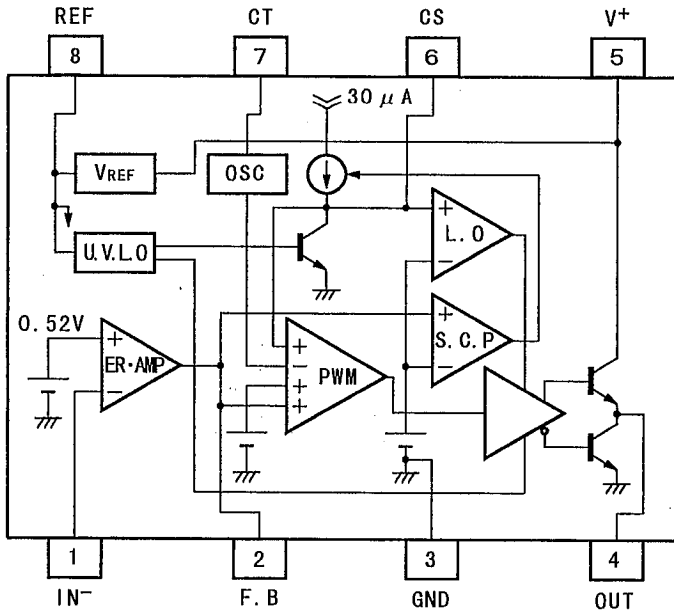 REF CT CS V+
8 7 6 5
30 μA
VREF OSC
L.O
+
−
U.V.L.O
0.52V
+
S.C.P
−
+
ER·AMP
−
+
−
PWM
+
+
1 2 3 4
IN− F.B GND OUT